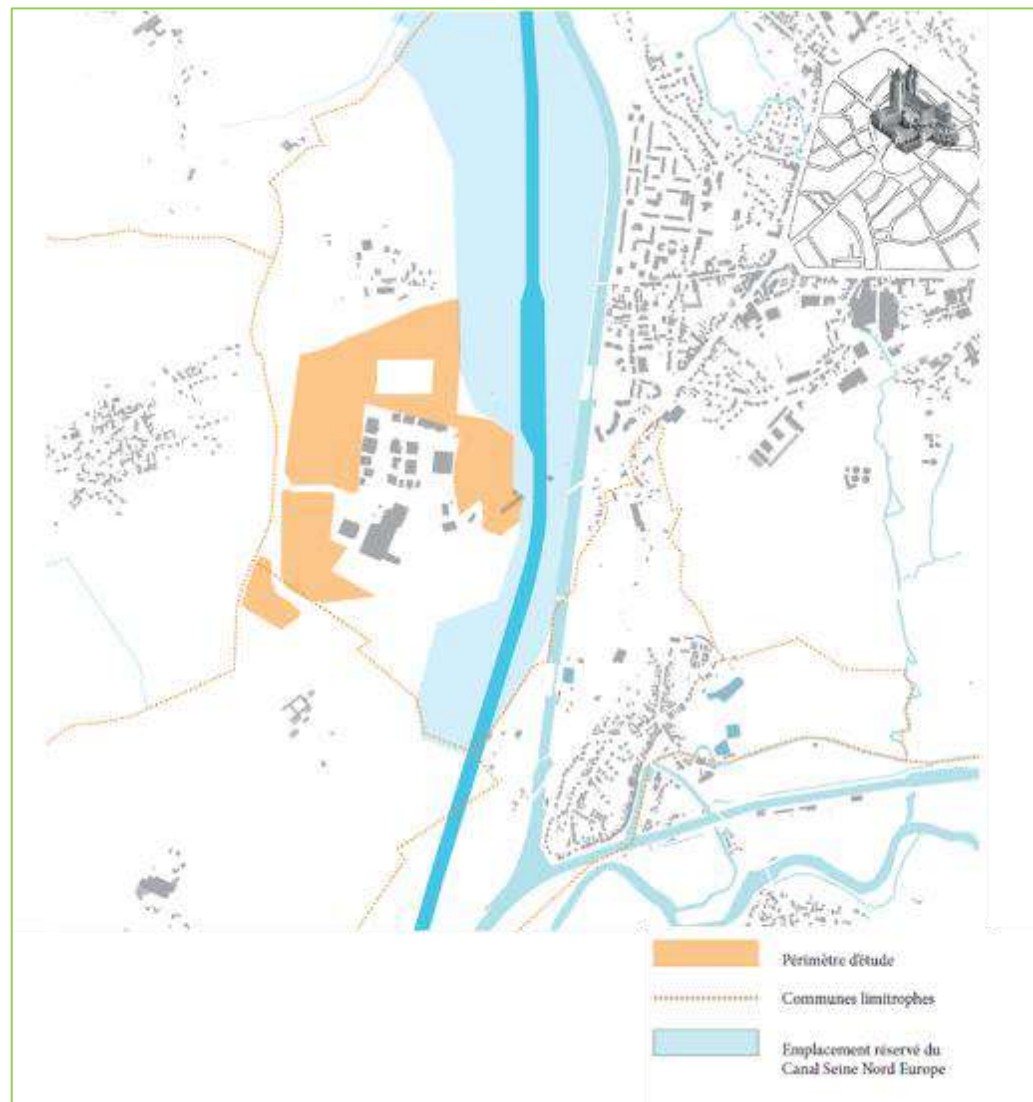 Périmètre d'étude
Communes limitrophes
Emplacement réservé du
Canal Seine Nord Europe